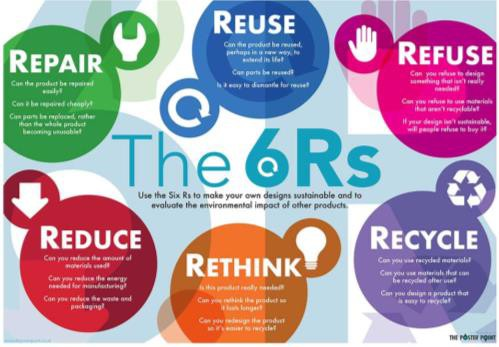 REPAIR
Can the product be repaired
easily?
Can it be repaired cheaply?
Can parts be replaced, rather
than the whole product
becoming unusable?
REUSE
Can the product be reused,
perhaps in a new way, to
extend its life?
Can parts be reused?
Is it easy to dismantle for reuse?
REFUSE
Can you refuse to design
something that isn't really
needed?
Can you refuse to use materials
that aren't recyclable?
If your design isn't sustainable,
will people refuse to buy it?
The 6Rs
Use the Six Rs to make your own designs sustainable and to
evaluate the environmental impact of other products.
REDUCE
Can you reduce the amount of
materials used?
Can you reduce the energy
needed for manufacturing?
Can you reduce the waste and
packaging?
RETHINK
Is this product really needed?
Can you rethink the product so
it lasts longer?
Can you redesign the product
so it's easier to recycle?
RECYCLE
Can you use recycled materials?
Can you use materials that can
be recycled after use?
Can you design a product that
is easy to recycle?
THE POSTER POINT